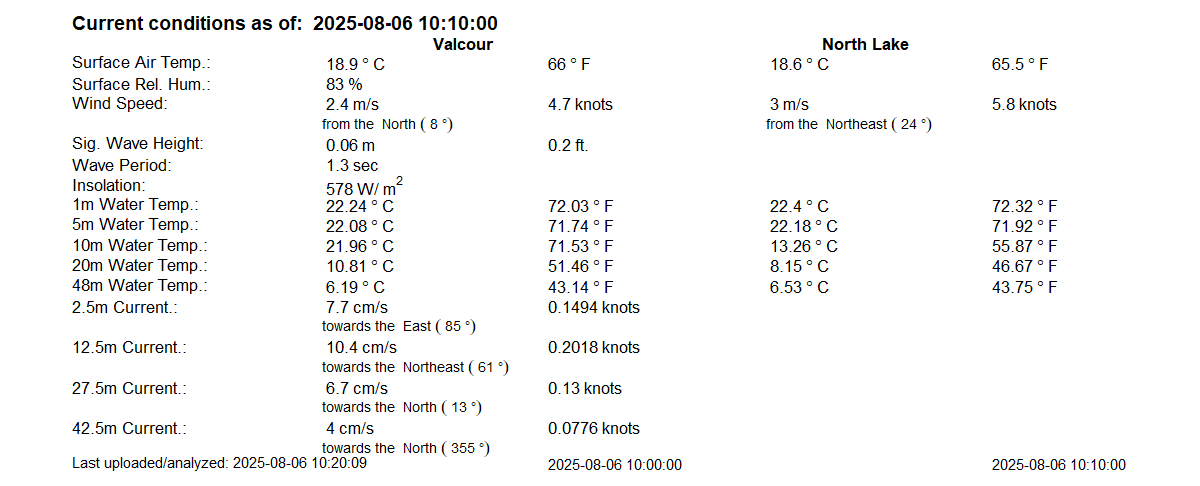 Current conditions as of: 2025-08-06 10:10:00
Valcour North Lake
Surface Air Temp.: 18.9 ° C 66 ° F 18.6 ° C 65.5 ° F
Surface Rel. Hum.: 83 %
Wind Speed: 2.4 m/s 4.7 knots 3 m/s 5.8 knots
from the North ( 8 °) from the Northeast ( 24 °)
Sig. Wave Height: 0.06 m 0.2 ft.
Wave Period: 1.3 sec
Insolation: 578 W/ m2
1m Water Temp.: 22.24 ° C 72.03 ° F 22.4 ° C 72.32 ° F
5m Water Temp.: 22.08 ° C 71.74 ° F 22.18 ° C 71.92 ° F
10m Water Temp.: 21.96 ° C 71.53 ° F 13.26 ° C 55.87 ° F
20m Water Temp.: 10.81 ° C 51.46 ° F 8.15 ° C 46.67 ° F
48m Water Temp.: 6.19 ° C 43.14 ° F 6.53 ° C 43.75 ° F
2.5m Current.: 7.7 cm/s 0.1494 knots
towards the East ( 85 °)
12.5m Current.: 10.4 cm/s 0.2018 knots
towards the Northeast ( 61 °)
27.5m Current.: 6.7 cm/s 0.13 knots
towards the North ( 13 °)
42.5m Current.: 4 cm/s 0.0776 knots
towards the North ( 355 °)
Last uploaded/analyzed: 2025-08-06 10:20:09 2025-08-06 10:00:00 2025-08-06 10:10:00